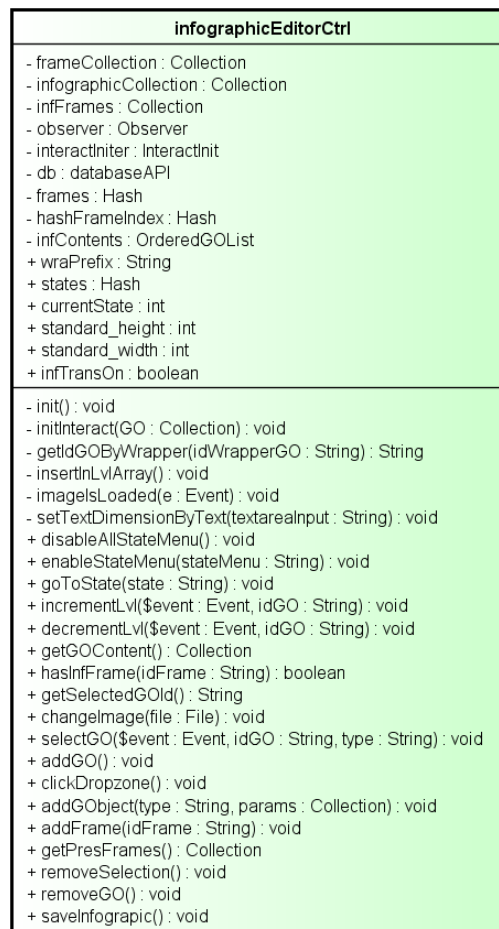 infographicEditorCtrl
- frameCollection : Collection
- infographicCollection : Collection
- infFrames : Collection
- observer : Observer
- interactIniter : InteractInit
- db : databaseAPI
- frames : Hash
- hashFrameIndex : Hash
- infContents : OrderedGOList
+ wraPrefix : String
+ states : Hash
+ currentState : int
+ standard_height : int
+ standard_width : int
+ infTransOn : boolean
- init() : void
- initInteract(GO : Collection) : void
- getIdGOByWrapper(idWrapperGO : String) : String
- insertInLvlArray() : void
- imageIsLoaded(e : Event) : void
- setTextDimensionByText(textareaInput : String) : void
+ disableAllStateMenu() : void
+ enableStateMenu(stateMenu : String) : void
+ goToState(state : String) : void
+ incrementLvl($event : Event, idGO : String) : void
+ decrementLvl($event : Event, idGO : String) : void
+ getGOContent() : Collection
+ hasInfFrame(idFrame : String) : boolean
+ getSelectedGOId() : String
+ changeImage(file : File) : void
+ selectGO($event : Event, idGO : String, type : String) : void
+ addGO() : void
+ clickDropzone() : void
+ addGObject(type : String, params : Collection) : void
+ addFrame(idFrame : String) : void
+ getPresFrames() : Collection
+ removeSelection() : void
+ removeGO() : void
+ saveInfograpic() : void